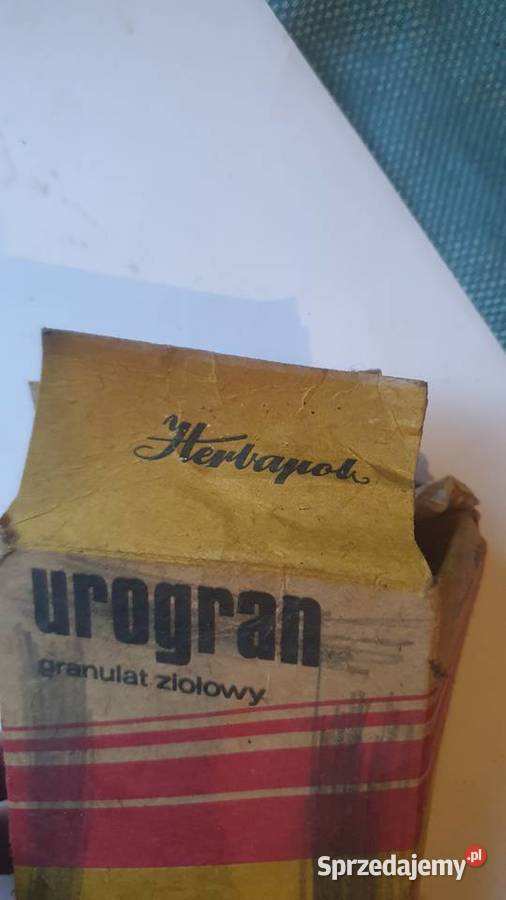 Herbapol
urogran
granulat ziołowy
Sprzedajemy.pl